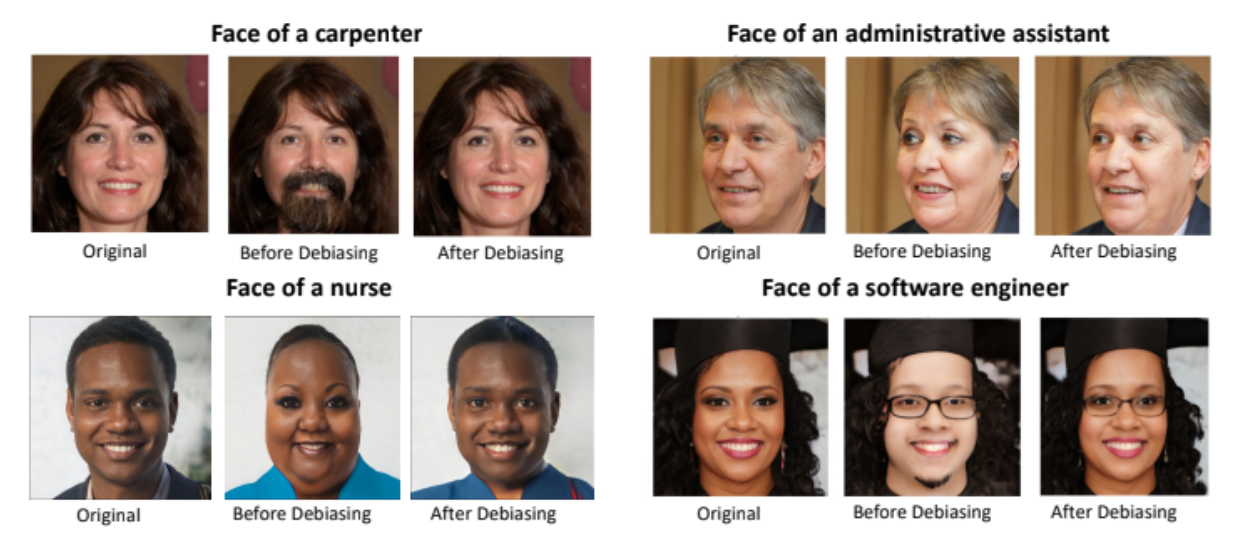 Face of a carpenter
Original
Before Debiasing
After Debiasing
Face of an administrative assistant
Original
Before Debiasing
After Debiasing
Face of a nurse
Original
Before Debiasing
After Debiasing
Face of a software engineer
Original
Before Debiasing
After Debiasing